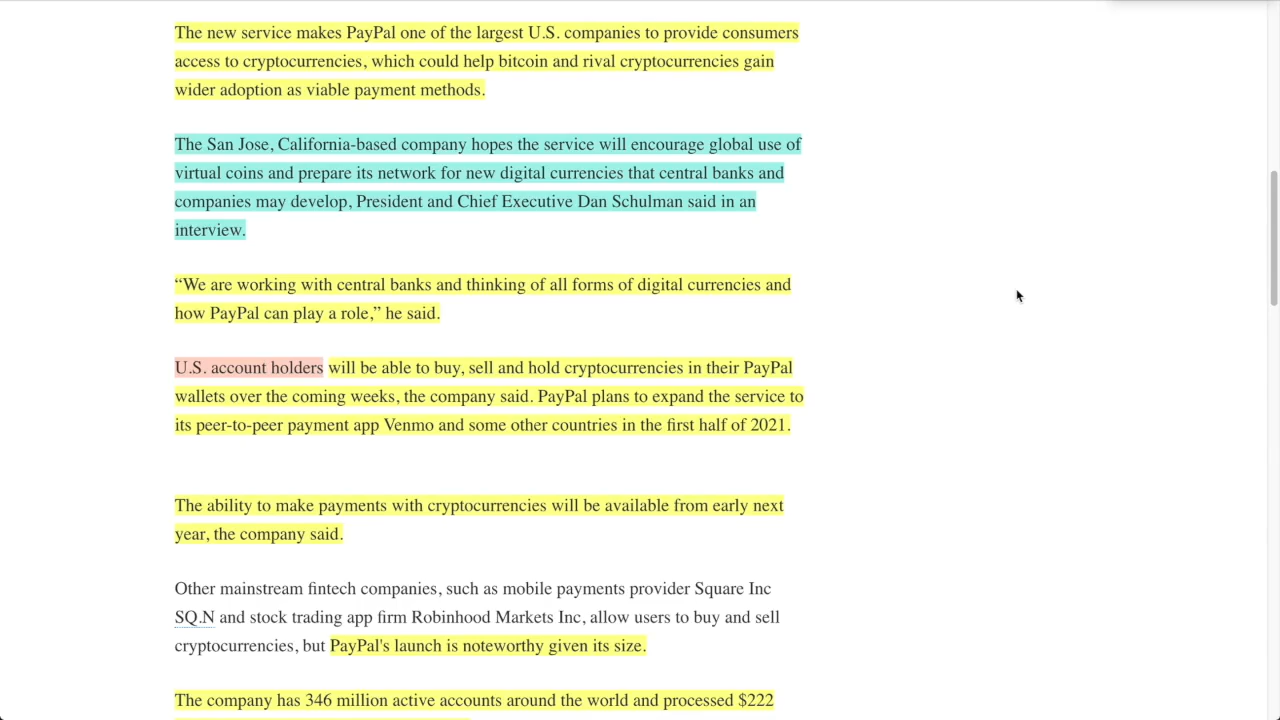 The new service makes PayPal one of the largest U.S. companies to provide consumers
access to cryptocurrencies, which could help bitcoin and rival cryptocurrencies gain
wider adoption as viable payment methods.
The San Jose, California-based company hopes the service will encourage global use of
virtual coins and prepare its network for new digital currencies that central banks and
companies may develop, President and Chief Executive Dan Schulman said in an
interview.
“We are working with central banks and thinking of all forms of digital currencies and
how PayPal can play a role,” he said.
U.S. account holders will be able to buy, sell and hold cryptocurrencies in their PayPal
wallets over the coming weeks, the company said. PayPal plans to expand the service to
its peer-to-peer payment app Venmo and some other countries in the first half of 2021.
The ability to make payments with cryptocurrencies will be available from early next
year, the company said.
Other mainstream fintech companies, such as mobile payments provider Square Inc
SQ.N and stock trading app firm Robinhood Markets Inc, allow users to buy and sell
cryptocurrencies, but PayPal's launch is noteworthy given its size.
The company has 346 million active accounts around the world and processed $222